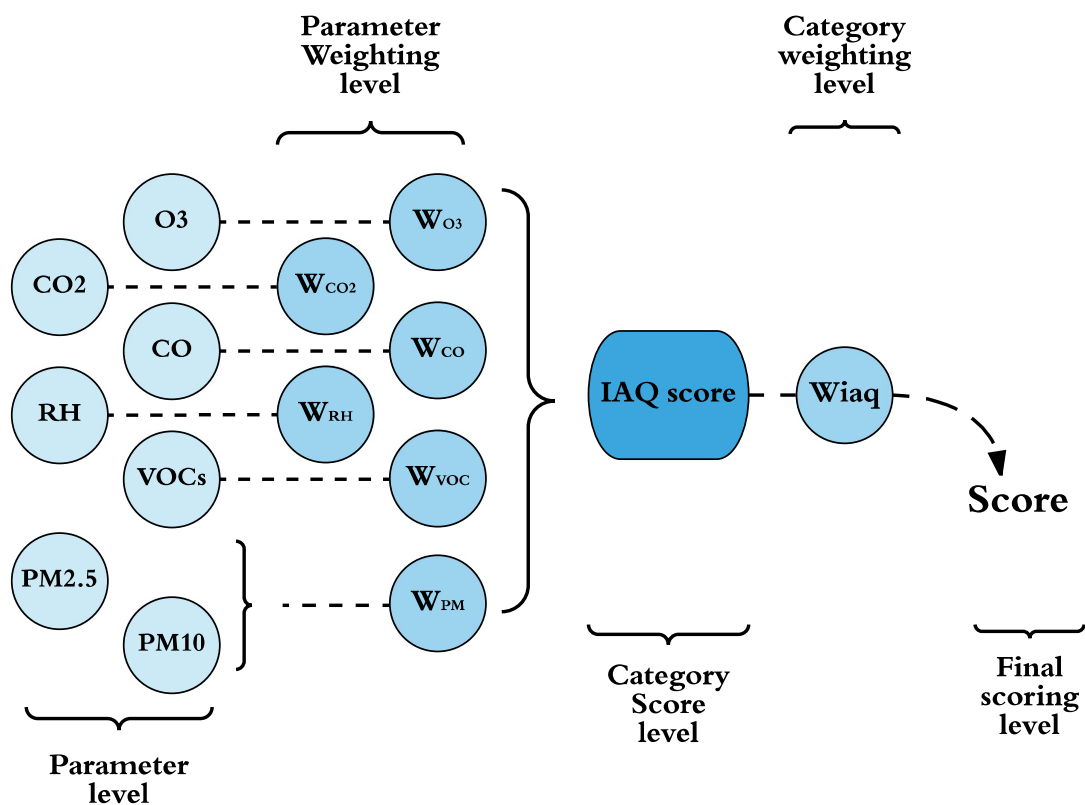 Parameter
Weighting
level
Category
weighting
level
O3
WO3
CO2
WCO2
CO
WCO
RH
WRH
IAQ score
Wiaq
VOCs
WVOC
Score
PM2.5
WPM
PM10
Category
Score
level
Final
scoring
level
Parameter
level